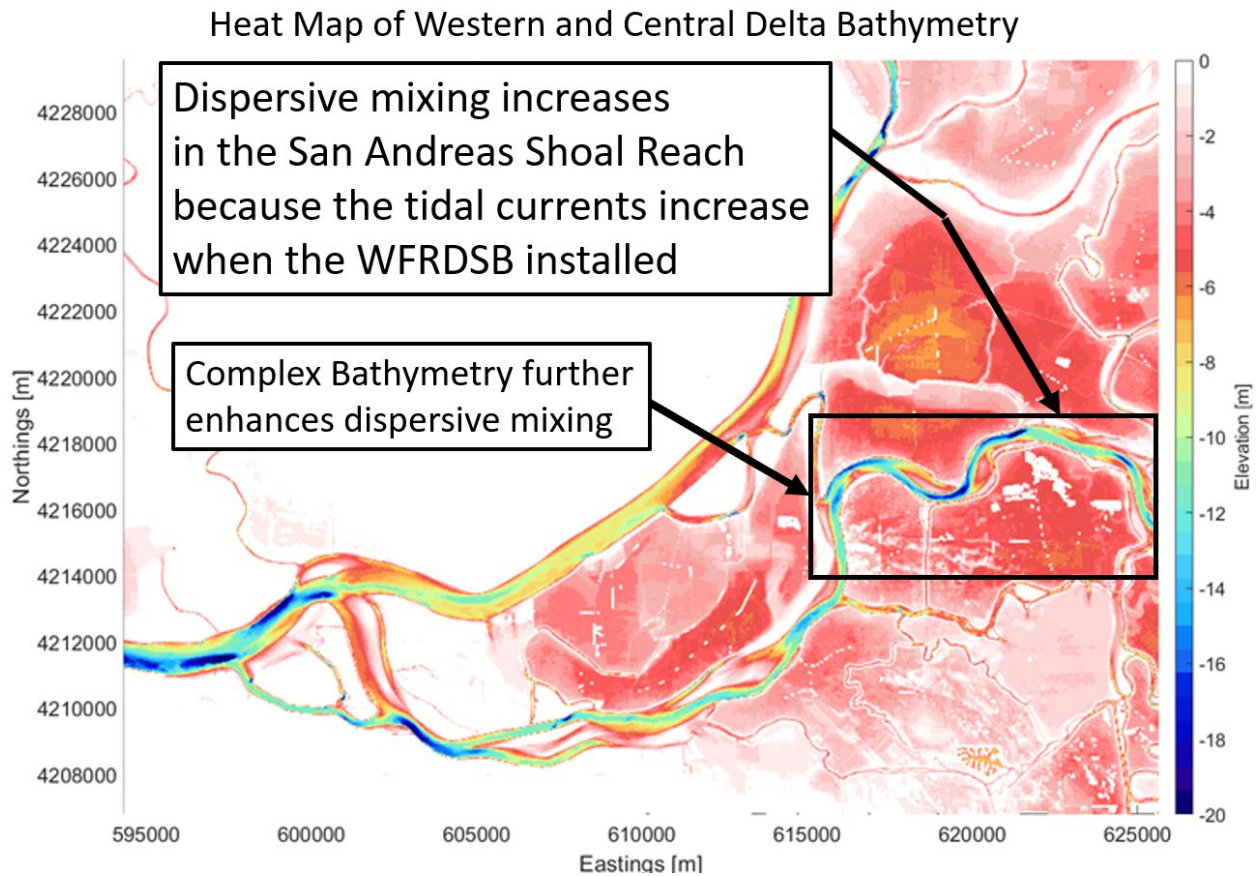 Heat Map of Western and Central Delta Bathymetry
Dispersive mixing increases
in the San Andreas Shoal Reach
because the tidal currents increase
when the WFRDSB installed
Complex Bathymetry further
enhances dispersive mixing
Northings [m]
4228000
4226000
4224000
4222000
4220000
4218000
4216000
4214000
4212000
4210000
4208000
595000
600000
605000
610000
615000
620000
625000
Eastings [m]
0
-2
-4
-6
-8
-10
-12
-14
-16
-18
-20
Elevation [m]